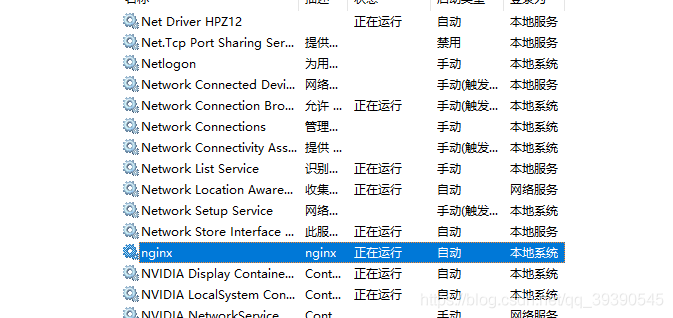 名称 描述 状态 启动类型 登录为
Net Driver HPZ12 正在运行 自动 本地服务
Net.Tcp Port Sharing Ser... 提供... 禁用 本地服务
Netlogon 为用... 手动 本地系统
Network Connected Devi... 网络... 手动(触发... 本地服务
Network Connection Bro... 允许 ... 正在运行 手动(触发... 本地系统
Network Connections 管理... 手动 本地系统
Network Connectivity Ass... 提供 ... 手动(触发... 本地系统
Network List Service 识别... 正在运行 手动 本地服务
Network Location Aware... 收集... 正在运行 自动 网络服务
Network Setup Service 网络... 手动(触发... 本地系统
Network Store Interface ... 此服... 正在运行 自动 本地服务
nginx nginx 正在运行 自动 本地系统
NVIDIA Display Containe... Cont... 正在运行 自动 本地系统
NVIDIA LocalSystem Con... Cont... 正在运行 自动 本地系统
NVIDIA NetworkService ... Cont... 手动 网络服务
https://blog.csdn.net/qq_39390545